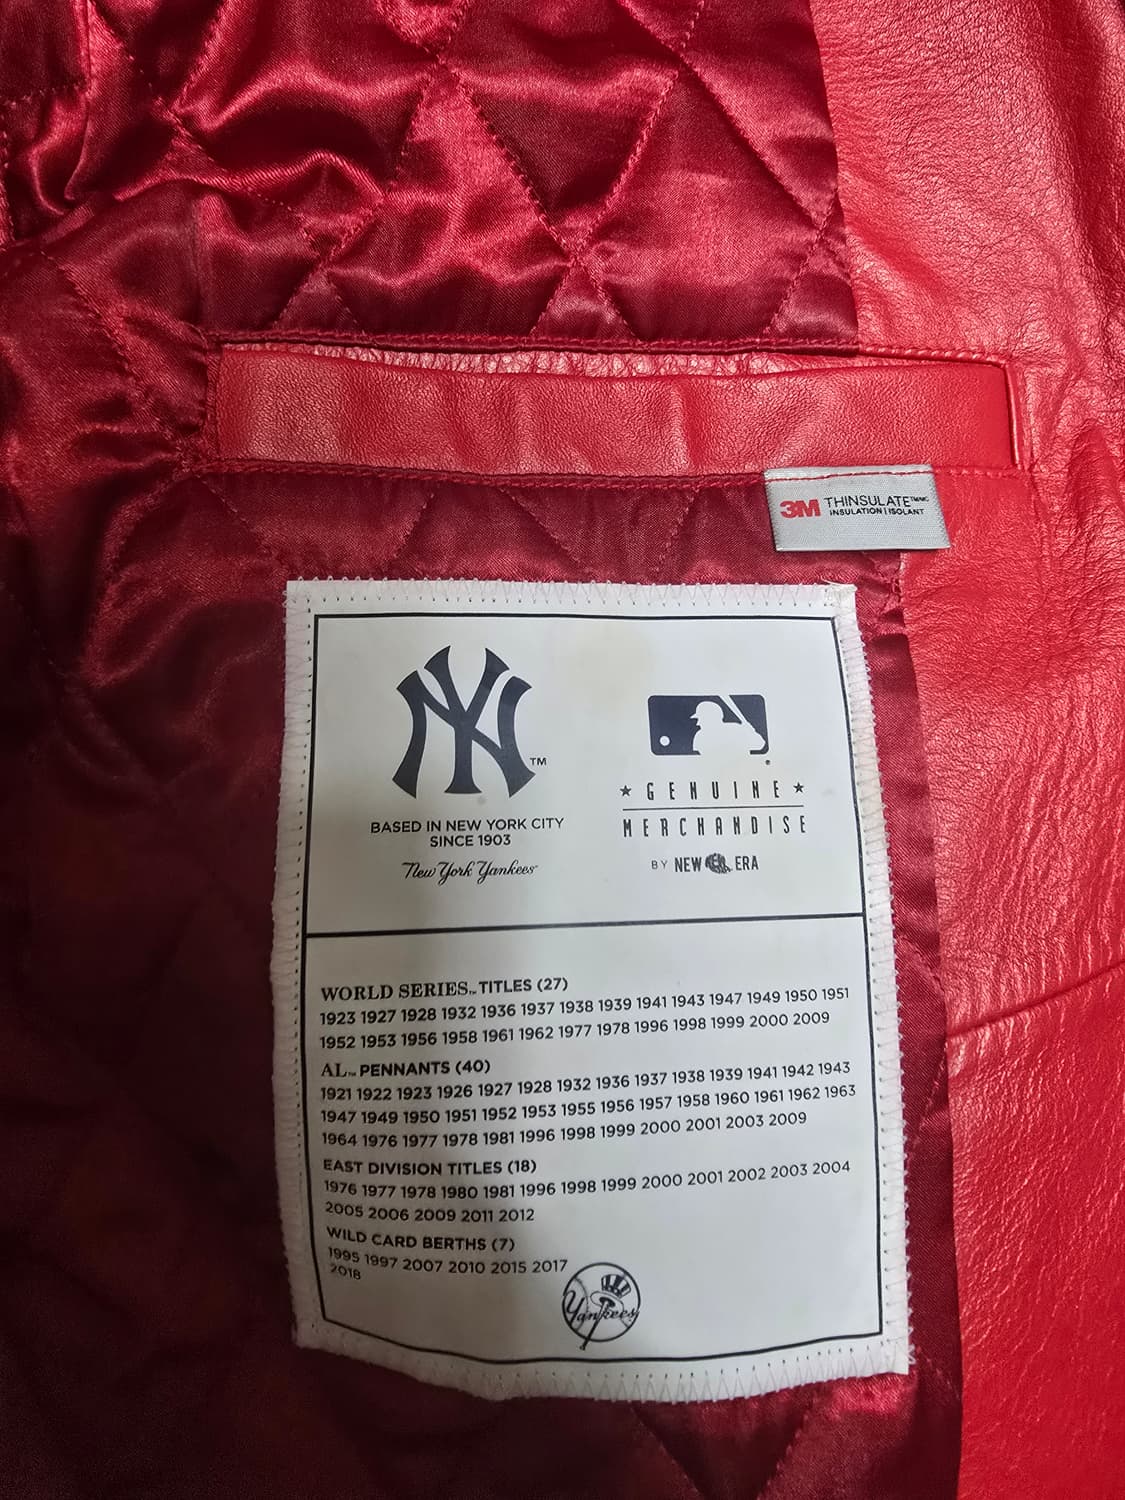 3M THINSULATE™MC
INSULATION | ISOLANT
NY™
BASED IN NEW YORK CITY
SINCE 1903
New York Yankees
★ GENUINE ★
MERCHANDISE
BY NEW ERA
WORLD SERIES™ TITLES (27)
1923 1927 1928 1932 1936 1937 1938 1939 1941 1943 1947 1949 1950 1951
1952 1953 1956 1958 1961 1962 1977 1978 1996 1998 1999 2000 2009
AL™ PENNANTS (40)
1921 1922 1923 1926 1927 1928 1932 1936 1937 1938 1939 1941 1942 1943
1947 1949 1950 1951 1952 1953 1955 1956 1957 1958 1960 1961 1962 1963
1964 1976 1977 1978 1981 1996 1998 1999 2000 2001 2003 2009
EAST DIVISION TITLES (18)
1976 1977 1978 1980 1981 1996 1998 1999 2000 2001 2002 2003 2004
2005 2006 2009 2011 2012
WILD CARD BERTHS (7)
1995 1997 2007 2010 2015 2017
2018
Yankees